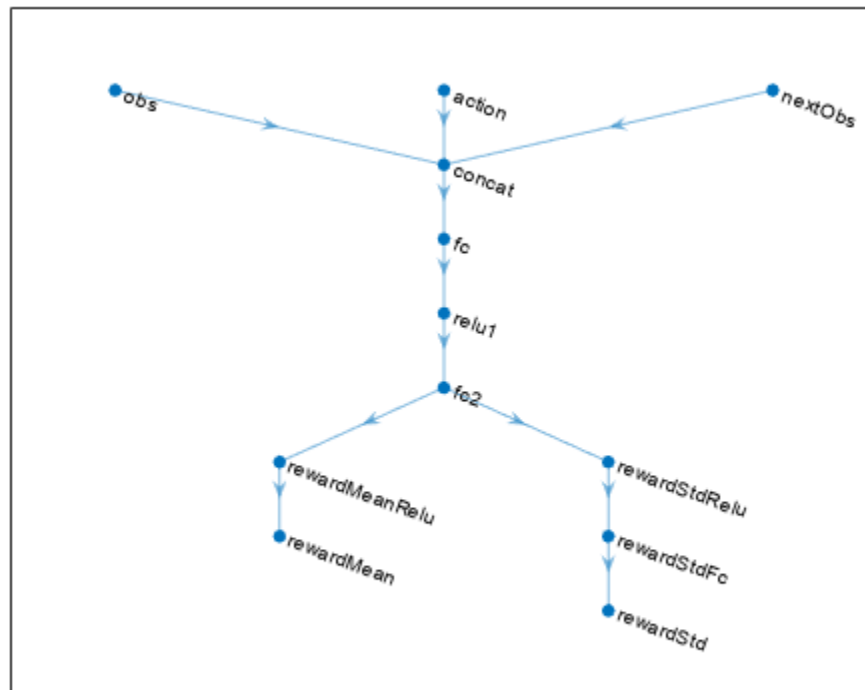 obs
action
nextObs
concat
fc
relu1
fc2
rewardMeanRelu
rewardStdRelu
rewardMean
rewardStdFc
rewardStd